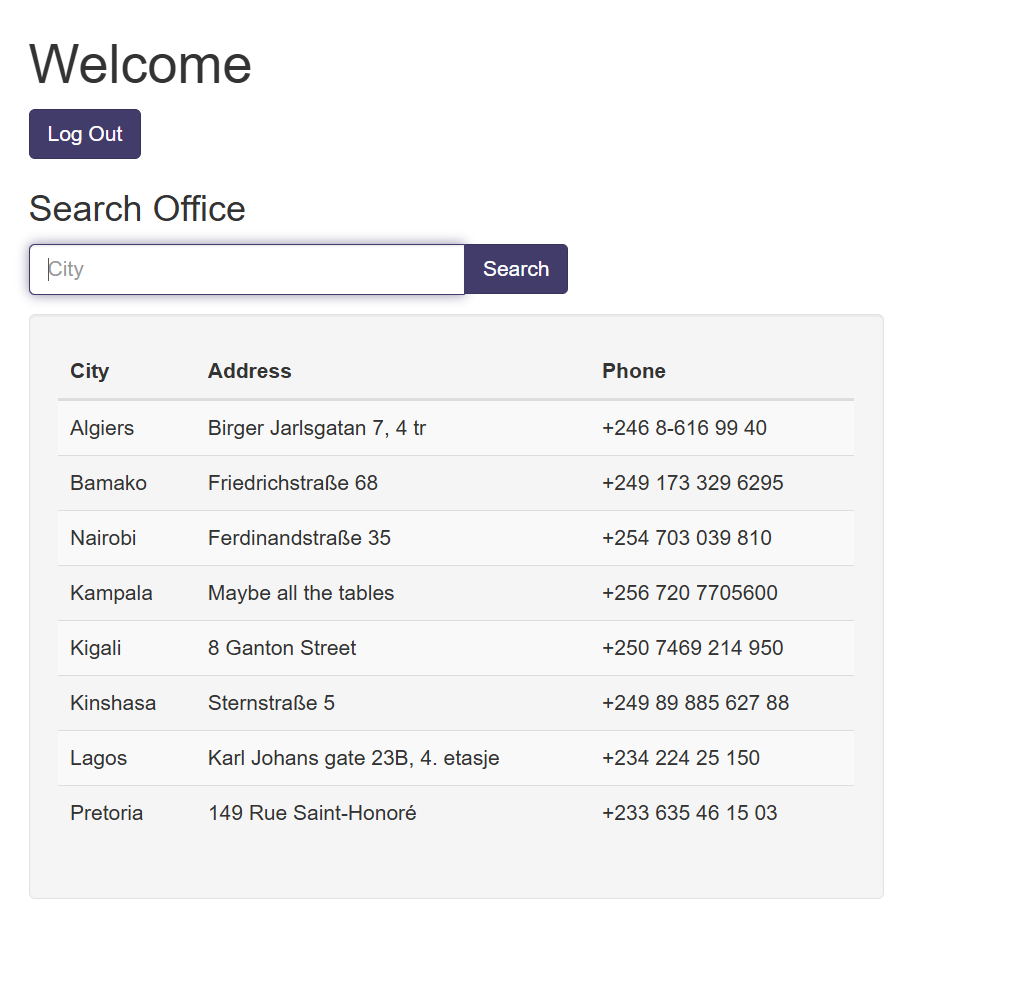 Welcome
Log Out
Search Office
City Search
City Address Phone
Algiers Birger Jarlsgatan 7, 4 tr +246 8-616 99 40
Bamako Friedrichstraße 68 +249 173 329 6295
Nairobi Ferdinandstraße 35 +254 703 039 810
Kampala Maybe all the tables +256 720 7705600
Kigali 8 Ganton Street +250 7469 214 950
Kinshasa Sternstraße 5 +249 89 885 627 88
Lagos Karl Johans gate 23B, 4. etasje +234 224 25 150
Pretoria 149 Rue Saint-Honoré +233 635 46 15 03